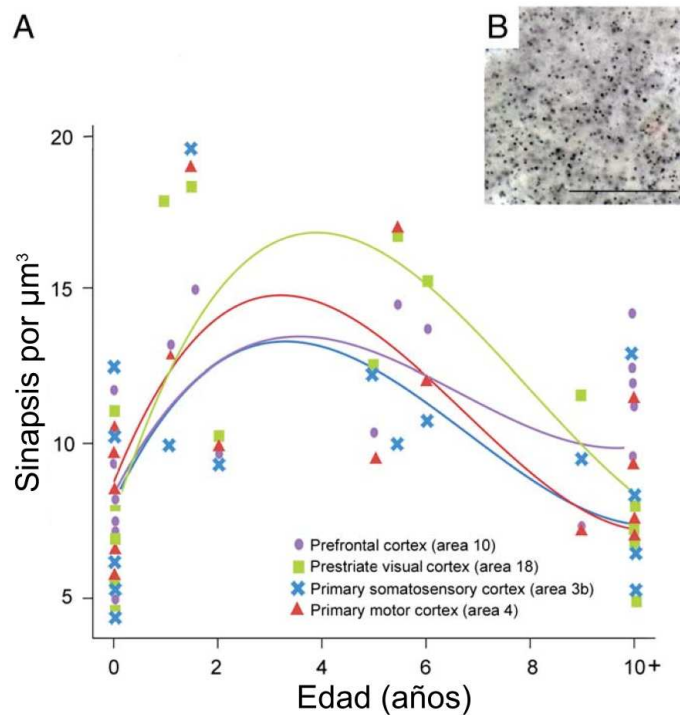 A
B
20
15
10
5
Sinapsis por μm³
Prefrontal cortex (area 10)
Prestriate visual cortex (area 18)
Primary somatosensory cortex (area 3b)
Primary motor cortex (area 4)
0 2 4 6 8 10+
Edad (años)